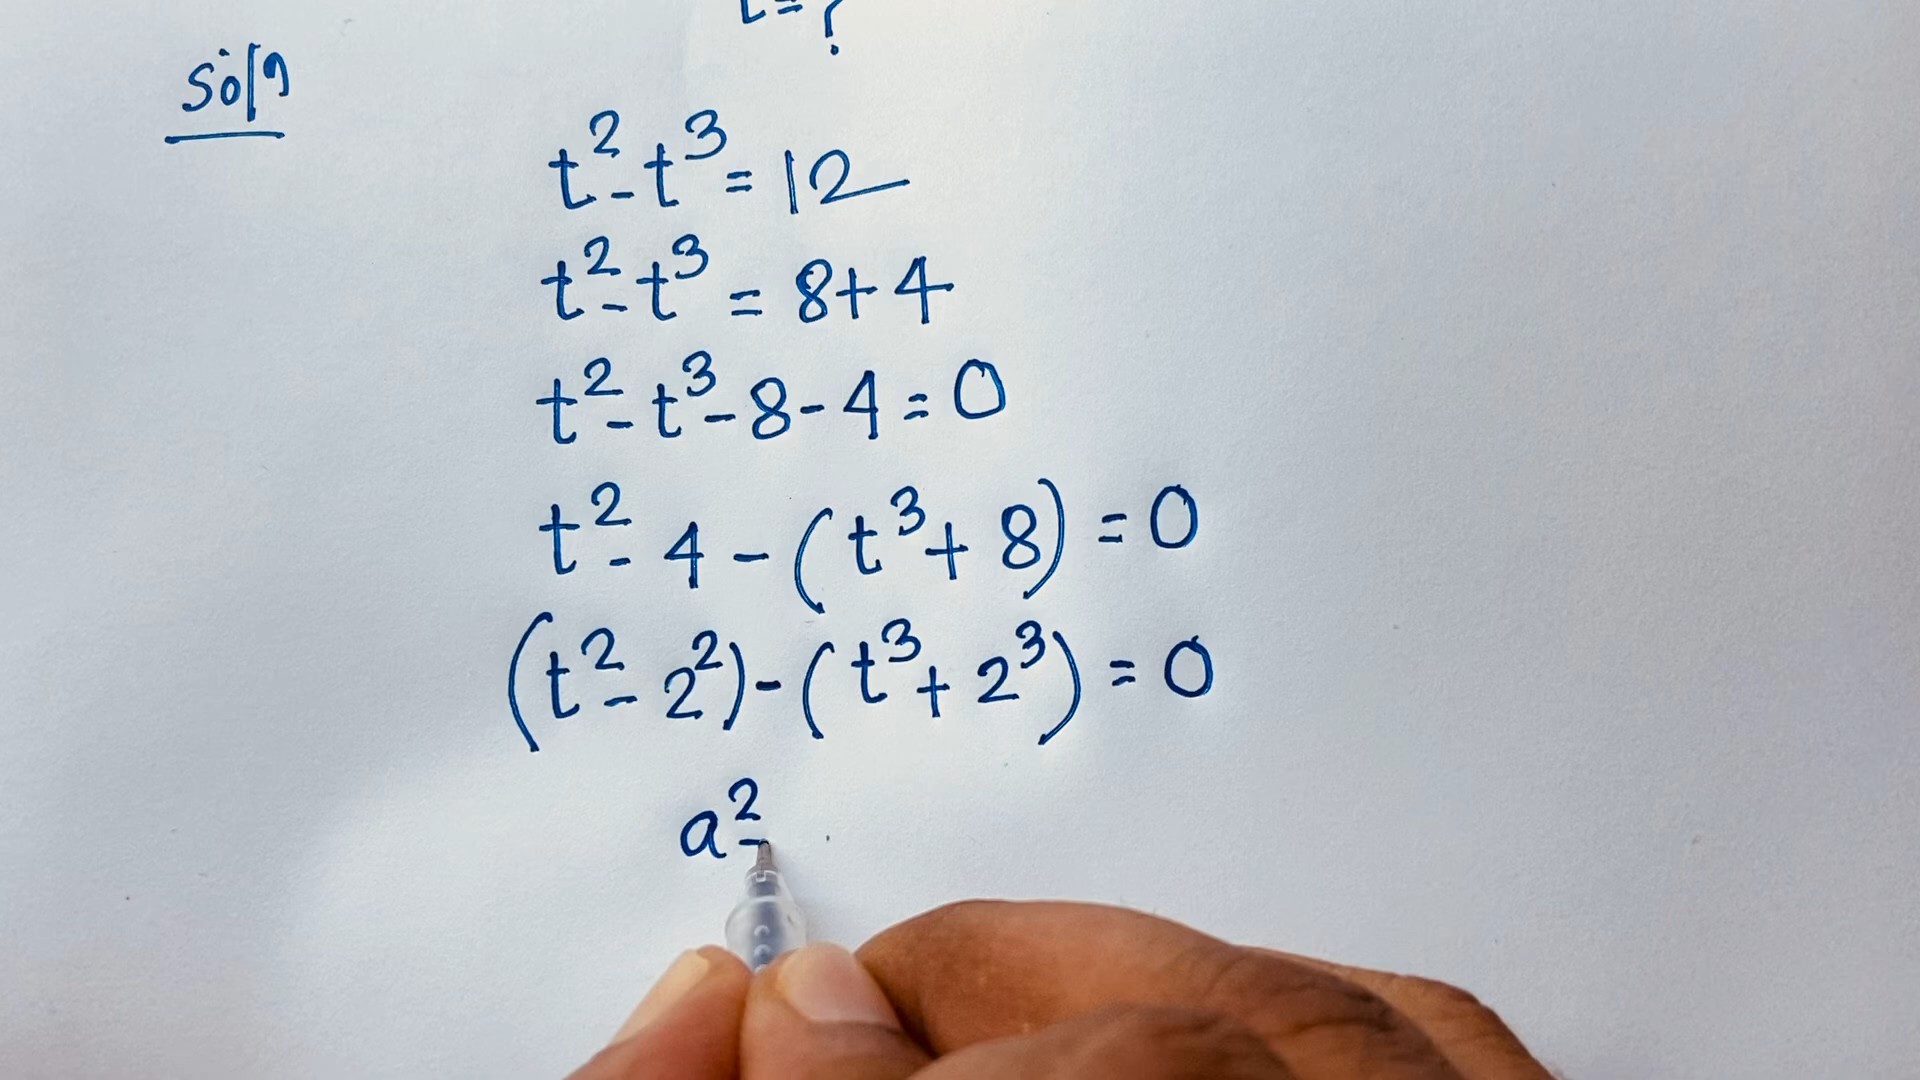 t = ?
Soln
t² - t³ = 12
t² - t³ = 8 + 4
t² - t³ - 8 - 4 = 0
t² - 4 - (t³ + 8) = 0
(t² - 2²) - (t³ + 2³) = 0
a² -